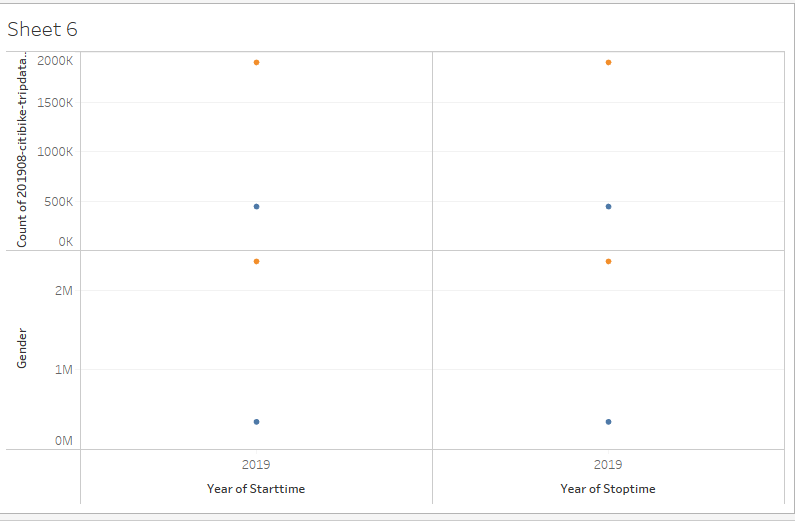 Sheet 6
Count of 201908-citibike-tripdata..
2000K
1500K
1000K
500K
0K
Gender
2M
1M
0M
2019
2019
Year of Starttime
Year of Stoptime